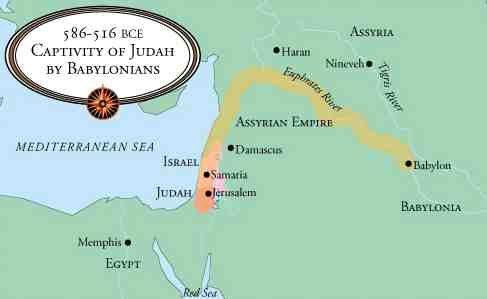 586-516 BCE
CAPTIVITY OF JUDAH
BY BABYLONIANS
ASSYRIA
Haran
Nineveh
Euphrates River
Tigris River
ASSYRIAN EMPIRE
MEDITERRANEAN SEA
Damascus
ISRAEL
Samaria
Babylon
JUDAH
Jerusalem
BABYLONIA
Memphis
EGYPT
Red Sea